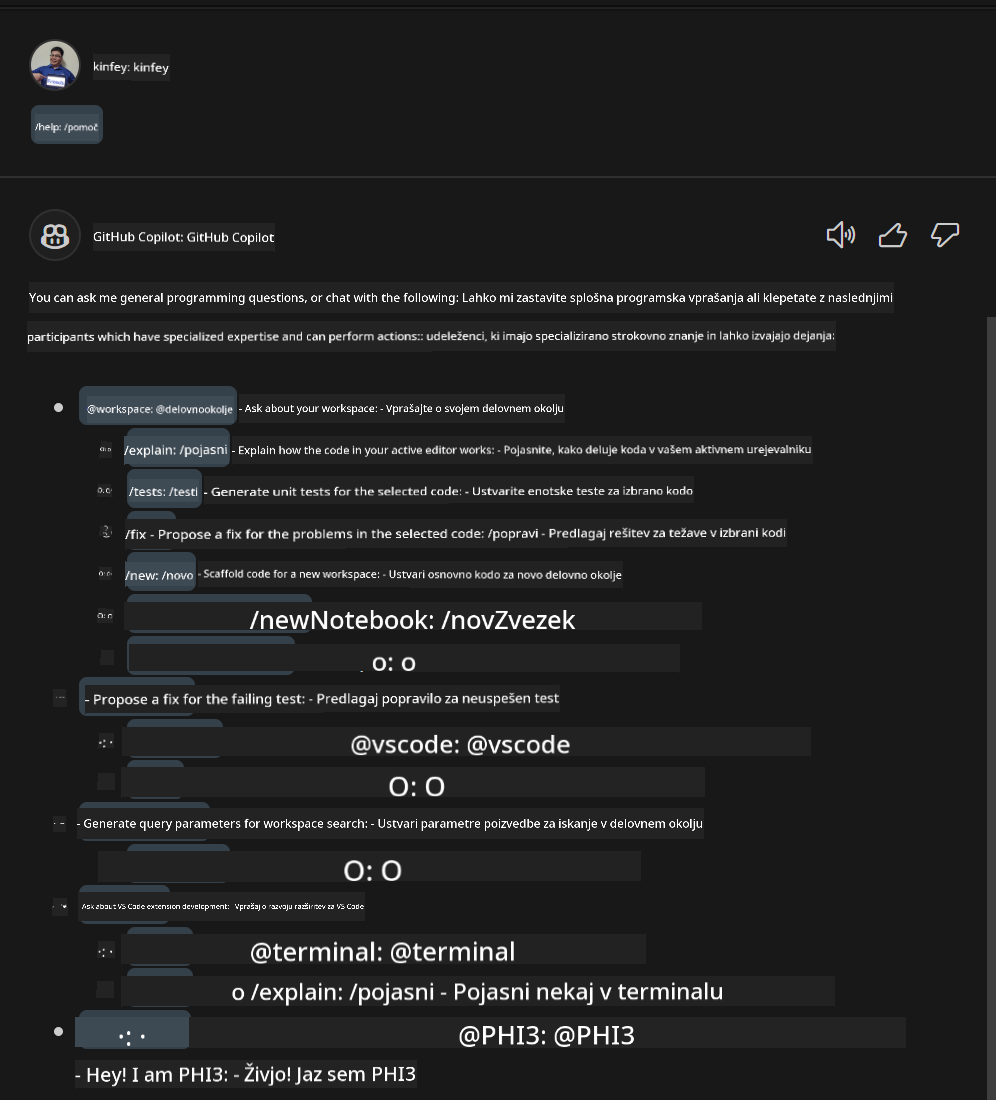 kinfey: kinfey
/help: /pomoč
GitHub Copilot: GitHub Copilot
You can ask me general programming questions, or chat with the following: Lahko mi zastavite splošna programska vprašanja ali klepetate z naslednjimi
participants which have specialized expertise and can perform actions:: udeleženci, ki imajo specializirano strokovno znanje in lahko izvajajo dejanja:
@workspace: @delovnookolje - Ask about your workspace: - Vprašajte o svojem delovnem okolju
/explain: /pojasni - Explain how the code in your active editor works: - Pojasnite, kako deluje koda v vašem aktivnem urejevalniku
/tests: /testi - Generate unit tests for the selected code: - Ustvarite enotske teste za izbrano kodo
/fix - Propose a fix for the problems in the selected code: /popravi - Predlagaj rešitev za težave v izbrani kodi
/new: /novo - Scaffold code for a new workspace: - Ustvari osnovno kodo za novo delovno okolje
/newNotebook: /novZvezek
o: o
- Propose a fix for the failing test: - Predlagaj popravilo za neuspešen test
@vscode: @vscode
O: O
- Generate query parameters for workspace search: - Ustvari parametre poizvedbe za iskanje v delovnem okolju
O: O
Ask about VS Code extension development: Vprašaj o razvoju razširitev za VS Code
@terminal: @terminal
o /explain: /pojasni - Pojasni nekaj v terminalu
@PHI3: @PHI3
- Hey! I am PHI3: - Živjo! Jaz sem PHI3